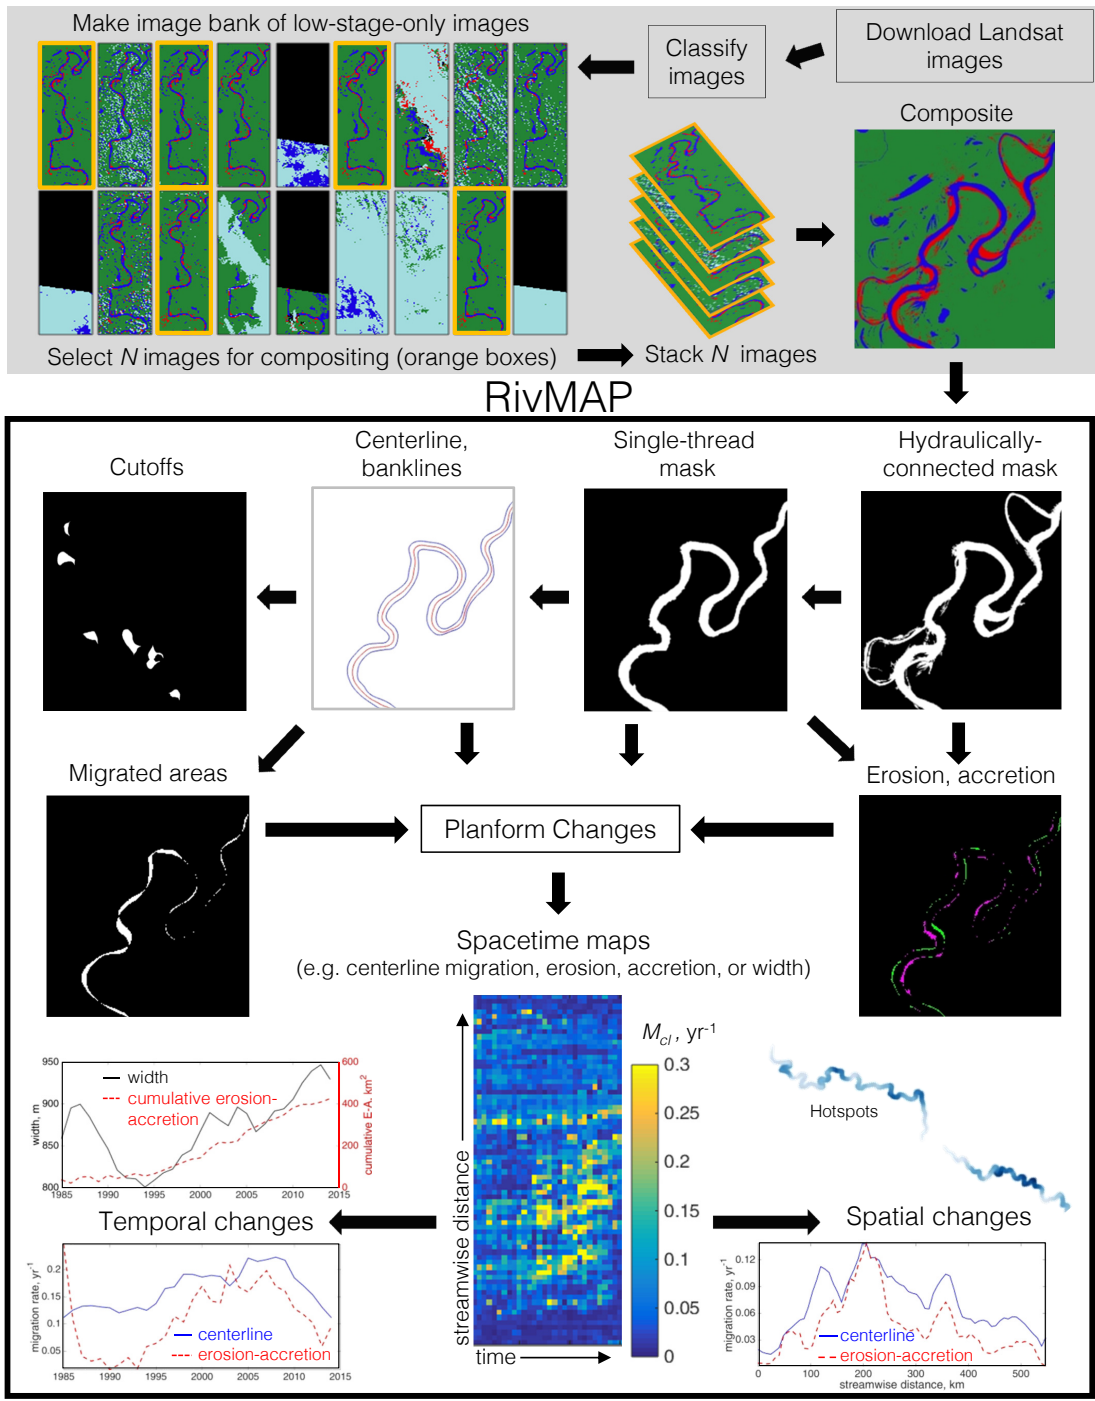 Make image bank of low-stage-only images
Classify
images
Download Landsat
images
Composite
Select N images for compositing (orange boxes)
Stack N images
RivMAP
Cutoffs
Centerline,
banklines
Single-thread
mask
Hydraulically-
connected mask
Migrated areas
Planform Changes
Erosion, accretion
Spacetime maps
(e.g. centerline migration, erosion, accretion, or width)
950
900
850
800
width, m
width
cumulative erosion-
accretion
600
400
200
0
cumulative E-A. km²
1985 1990 1995 2000 2005 2010 2015
Temporal changes
0.2
0.15
0.1
0.05
migration rate, yr⁻¹
centerline
erosion-accretion
1985 1990 1995 2000 2005 2010 2015
streamwise distance
time
Mcl , yr⁻¹
0.3
0.25
0.2
0.15
0.1
0.05
0
Hotspots
Spatial changes
0.12
0.09
0.06
0.03
migration rate, yr⁻¹
centerline
erosion-accretion
0 100 200 300 400 500
streamwise distance, km